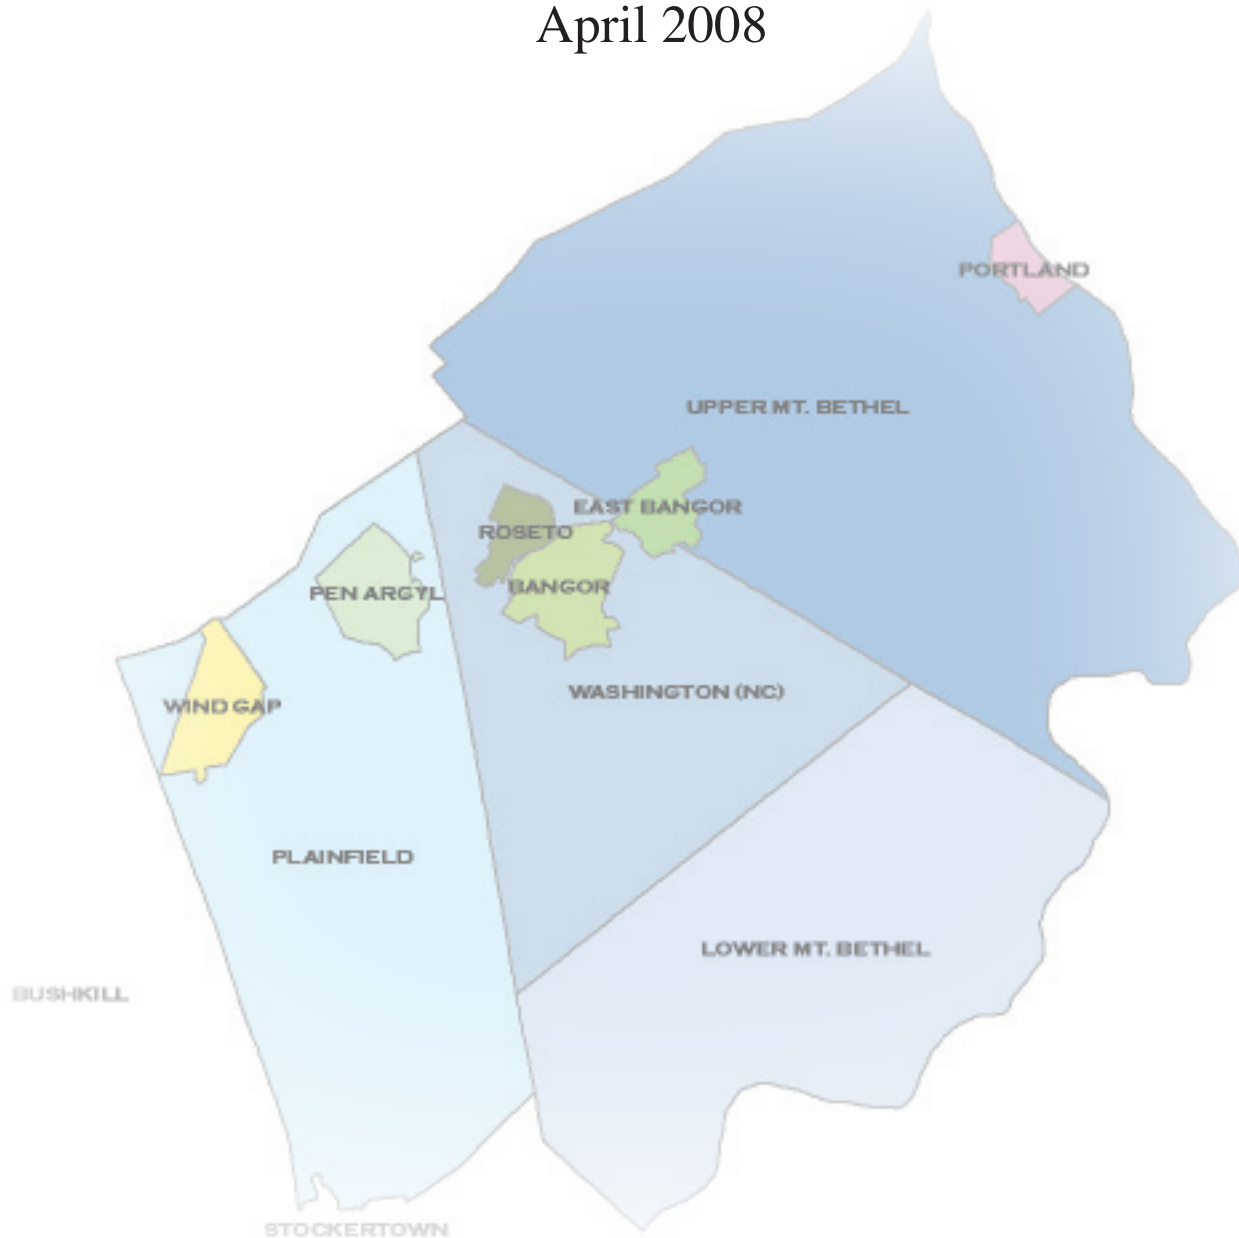 April 2008
PORTLAND
UPPER MT. BETHEL
EAST BANGOR
ROSETO
BANGOR
PEN ARGYL
WASHINGTON (NC)
WIND GAP
PLAINFIELD
LOWER MT. BETHEL
BUSHKILL
STOCKERTOWN